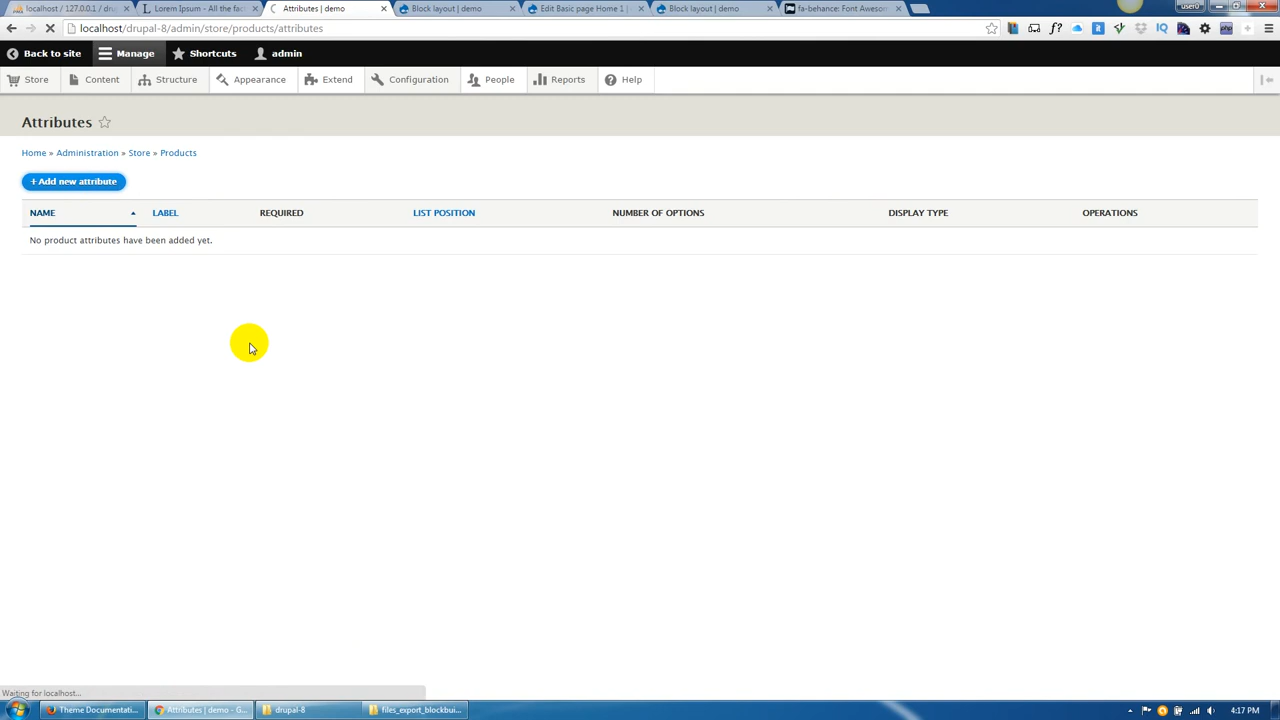 localhost / 127.0.0.1 / dru
Lorem Ipsum - All the fact
Attributes | demo
Block layout | demo
Edit Basic page Home 1 |
Block layout | demo
fa-behance: Font Awesom
user0
localhost/drupal-8/admin/store/products/attributes
Back to site
Manage
Shortcuts
admin
Store
Content
Structure
Appearance
Extend
Configuration
People
Reports
Help
Attributes
Home » Administration » Store » Products
+ Add new attribute
NAME LABEL REQUIRED LIST POSITION NUMBER OF OPTIONS DISPLAY TYPE OPERATIONS
No product attributes have been added yet.
Waiting for localhost...
Theme Documentati...
Attributes | demo - G...
drupal-8
files_export_blockbui...
4:17 PM